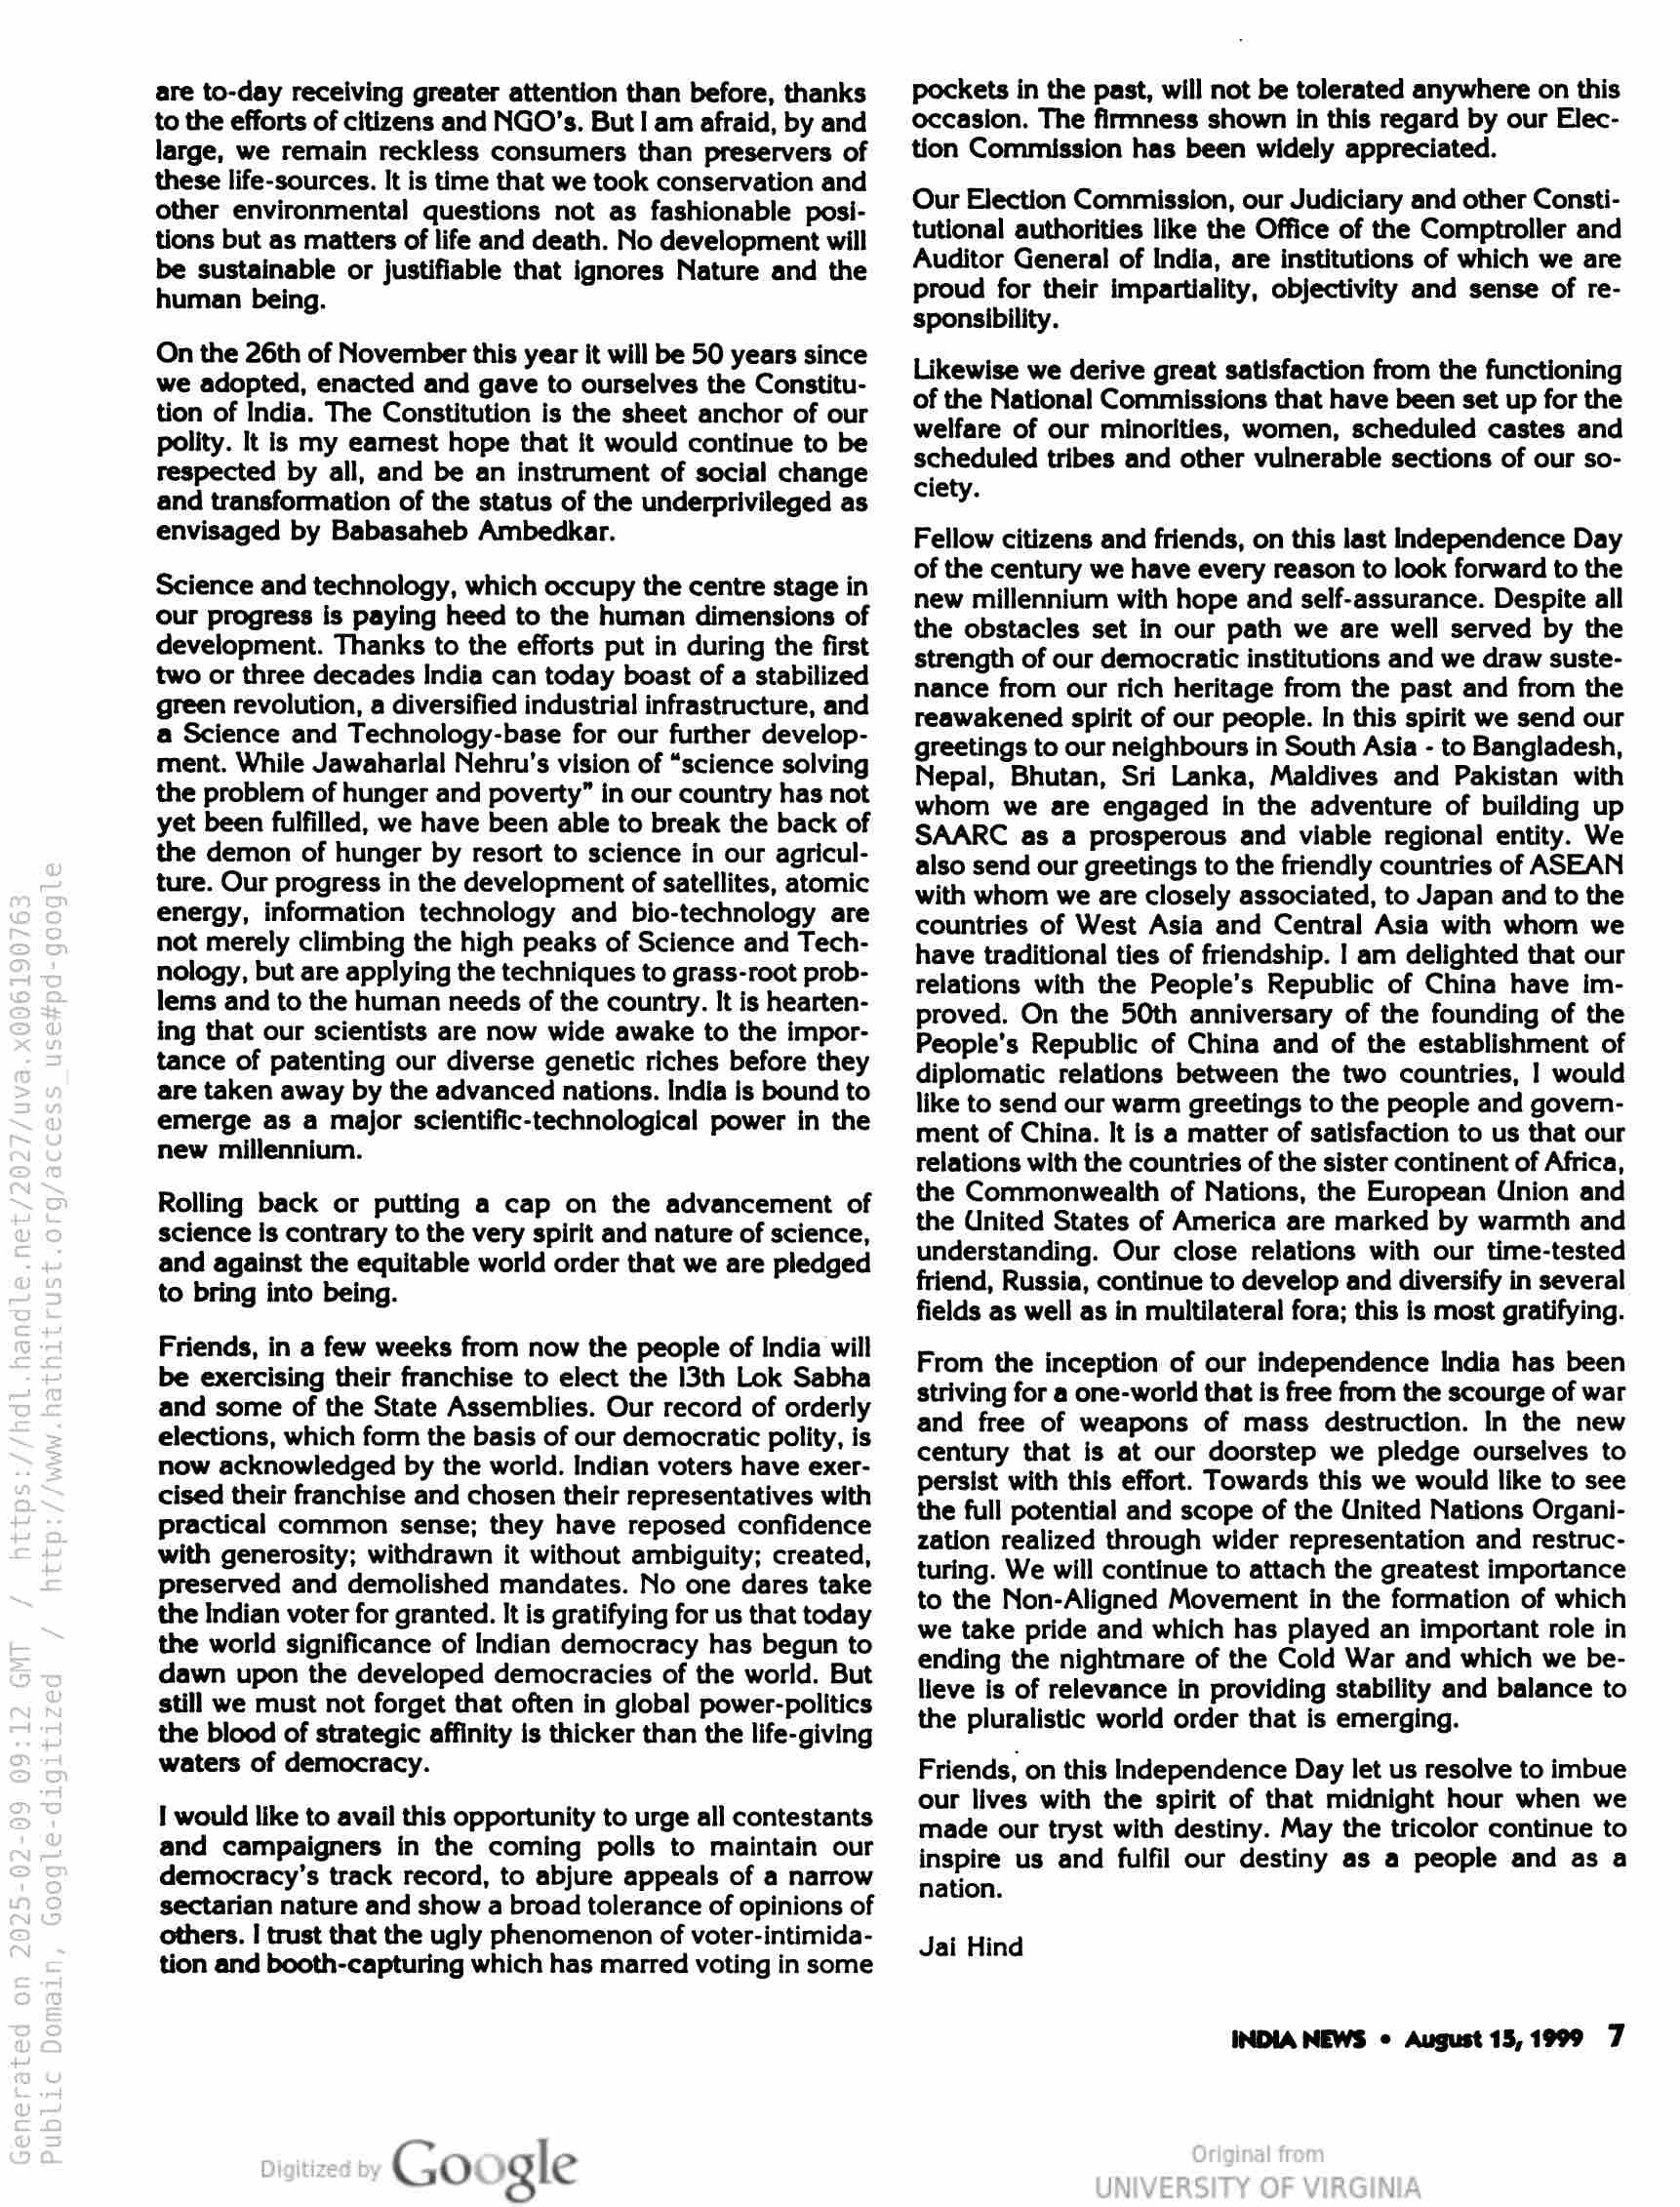 are to-day receiving greater attention than before, thanks
to the efforts of citizens and NGO's. But I am afraid, by and
large, we remain reckless consumers than preservers of
these life-sources. It is time that we took conservation and
other environmental questions not as fashionable posi-
tions but as matters of life and death. No development will
be sustainable or justifiable that ignores Nature and the
human being.
On the 26th of November this year it will be 50 years since
we adopted, enacted and gave to ourselves the Constitu-
tion of India. The Constitution is the sheet anchor of our
polity. It is my earnest hope that it would continue to be
respected by all, and be an instrument of social change
and transformation of the status of the underprivileged as
envisaged by Babasaheb Ambedkar.
Science and technology, which occupy the centre stage in
our progress is paying heed to the human dimensions of
development. Thanks to the efforts put in during the first
two or three decades India can today boast of a stabilized
green revolution, a diversified industrial infrastructure, and
a Science and Technology-base for our further develop-
ment. While Jawaharlal Nehru's vision of "science solving
the problem of hunger and poverty" in our country has not
yet been fulfilled, we have been able to break the back of
the demon of hunger by resort to science in our agricul-
ture. Our progress in the development of satellites, atomic
energy, information technology and bio-technology are
not merely climbing the high peaks of Science and Tech-
nology, but are applying the techniques to grass-root prob-
lems and to the human needs of the country. It is hearten-
ing that our scientists are now wide awake to the impor-
tance of patenting our diverse genetic riches before they
are taken away by the advanced nations. India is bound to
emerge as a major scientific-technological power in the
new millennium.
Rolling back or putting a cap on the advancement of
science is contrary to the very spirit and nature of science,
and against the equitable world order that we are pledged
to bring into being.
Friends, in a few weeks from now the people of India will
be exercising their franchise to elect the 13th Lok Sabha
and some of the State Assemblies. Our record of orderly
elections, which form the basis of our democratic polity, is
now acknowledged by the world. Indian voters have exer-
cised their franchise and chosen their representatives with
practical common sense; they have reposed confidence
with generosity; withdrawn it without ambiguity; created,
preserved and demolished mandates. No one dares take
the Indian voter for granted. It is gratifying for us that today
the world significance of Indian democracy has begun to
dawn upon the developed democracies of the world. But
still we must not forget that often in global power-politics
the blood of strategic affinity is thicker than the life-giving
waters of democracy.
I would like to avail this opportunity to urge all contestants
and campaigners in the coming polls to maintain our
democracy's track record, to abjure appeals of a narrow
sectarian nature and show a broad tolerance of opinions of
others. I trust that the ugly phenomenon of voter-intimida-
tion and booth-capturing which has marred voting in some
pockets in the past, will not be tolerated anywhere on this
occasion. The firmness shown in this regard by our Elec-
tion Commission has been widely appreciated.
Our Election Commission, our Judiciary and other Consti-
tutional authorities like the Office of the Comptroller and
Auditor General of India, are institutions of which we are
proud for their impartiality, objectivity and sense of re-
sponsibility.
Likewise we derive great satisfaction from the functioning
of the National Commissions that have been set up for the
welfare of our minorities, women, scheduled castes and
scheduled tribes and other vulnerable sections of our so-
ciety.
Fellow citizens and friends, on this last Independence Day
of the century we have every reason to look forward to the
new millennium with hope and self-assurance. Despite all
the obstacles set in our path we are well served by the
strength of our democratic institutions and we draw suste-
nance from our rich heritage from the past and from the
reawakened spirit of our people. In this spirit we send our
greetings to our neighbours in South Asia - to Bangladesh,
Nepal, Bhutan, Sri Lanka, Maldives and Pakistan with
whom we are engaged in the adventure of building up
SAARC as a prosperous and viable regional entity. We
also send our greetings to the friendly countries of ASEAN
with whom we are closely associated, to Japan and to the
countries of West Asia and Central Asia with whom we
have traditional ties of friendship. I am delighted that our
relations with the People's Republic of China have im-
proved. On the 50th anniversary of the founding of the
People's Republic of China and of the establishment of
diplomatic relations between the two countries, I would
like to send our warm greetings to the people and govern-
ment of China. It is a matter of satisfaction to us that our
relations with the countries of the sister continent of Africa,
the Commonwealth of Nations, the European Union and
the United States of America are marked by warmth and
understanding. Our close relations with our time-tested
friend, Russia, continue to develop and diversify in several
fields as well as in multilateral fora; this is most gratifying.
From the inception of our independence India has been
striving for a one-world that is free from the scourge of war
and free of weapons of mass destruction. In the new
century that is at our doorstep we pledge ourselves to
persist with this effort. Towards this we would like to see
the full potential and scope of the United Nations Organi-
zation realized through wider representation and restruc-
turing. We will continue to attach the greatest importance
to the Non-Aligned Movement in the formation of which
we take pride and which has played an important role in
ending the nightmare of the Cold War and which we be-
lieve is of relevance in providing stability and balance to
the pluralistic world order that is emerging.
Friends, on this Independence Day let us resolve to imbue
our lives with the spirit of that midnight hour when we
made our tryst with destiny. May the tricolor continue to
inspire us and fulfil our destiny as a people and as a
nation.
Jai Hind
INDIA NEWS • August 15, 1999 7
Generated on 2025-02-09 09:12 GMT / https://hdl.handle.net/2027/uva.x006190763
Public Domain, Google-digitized / http://www.hathitrust.org/access_use#pd-google
Digitized by Google
Original from
UNIVERSITY OF VIRGINIA